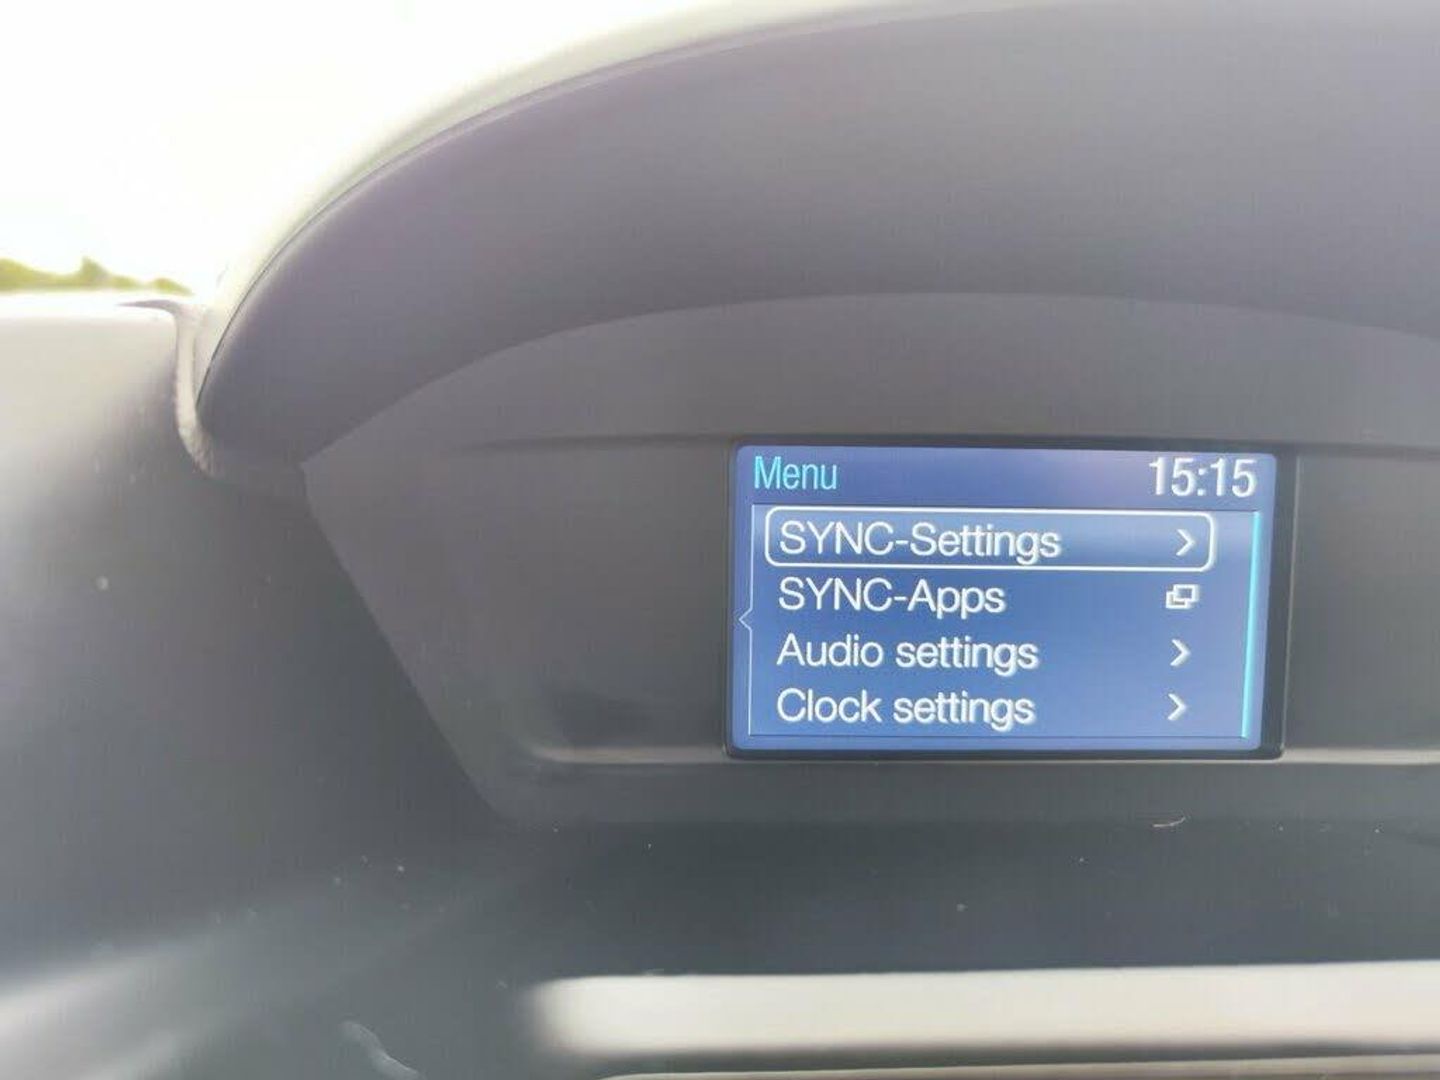 Menu 15:15
SYNC-Settings
SYNC-Apps
Audio settings
Clock settings